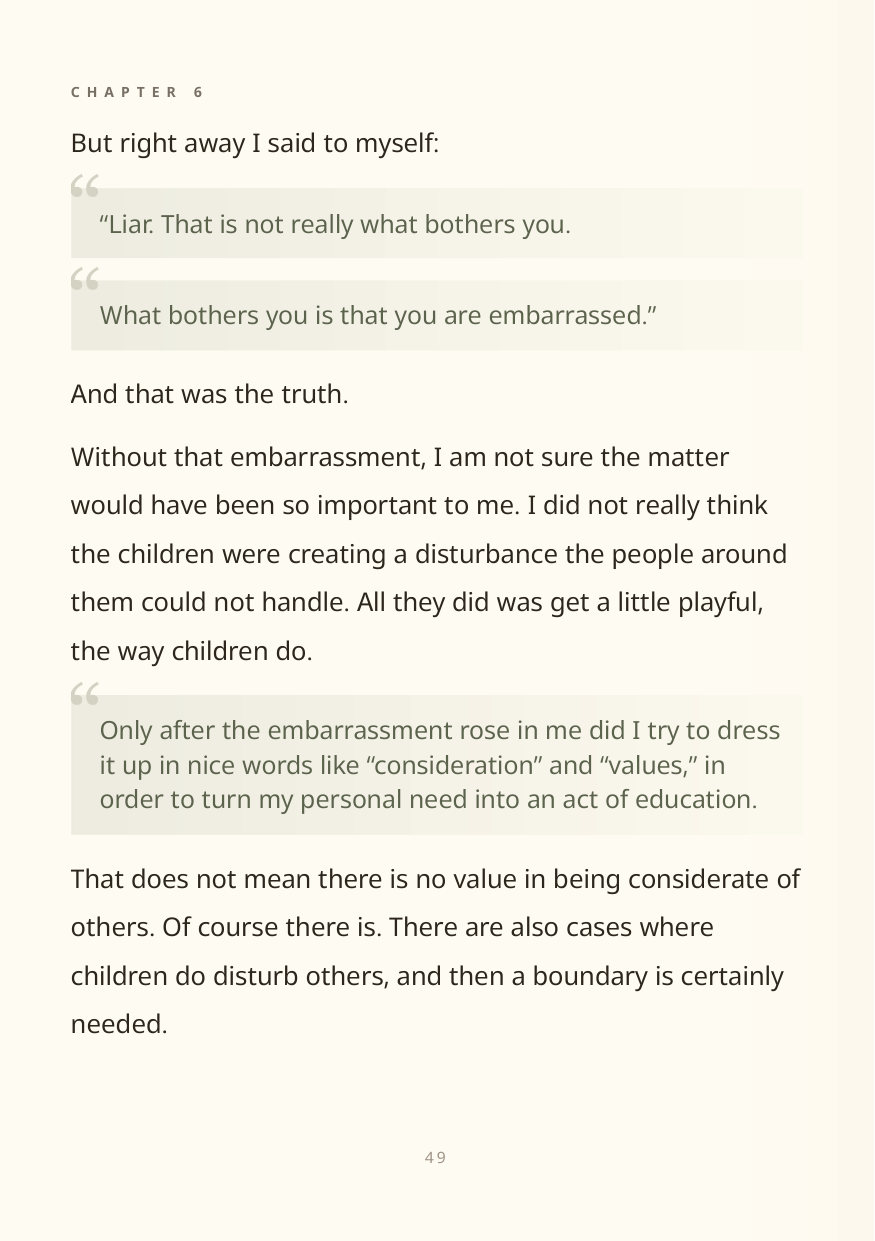 CHAPTER 6
But right away I said to myself:
“
“Liar. That is not really what bothers you.
“
What bothers you is that you are embarrassed.”
And that was the truth.
Without that embarrassment, I am not sure the matter
would have been so important to me. I did not really think
the children were creating a disturbance the people around
them could not handle. All they did was get a little playful,
the way children do.
“
Only after the embarrassment rose in me did I try to dress
it up in nice words like “consideration” and “values,” in
order to turn my personal need into an act of education.
That does not mean there is no value in being considerate of
others. Of course there is. There are also cases where
children do disturb others, and then a boundary is certainly
needed.
49